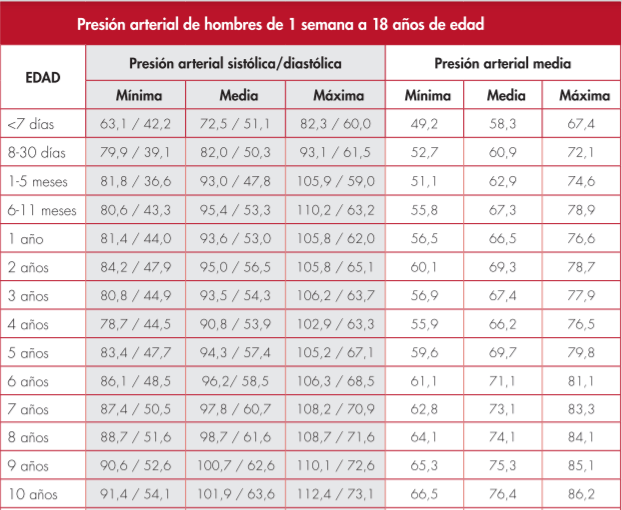 Presión arterial de hombres de 1 semana a 18 años de edad
EDAD Presión arterial sistólica/diastólica Presión arterial media
Mínima Media Máxima Mínima Media Máxima
<7 días 63,1 / 42,2 72,5 / 51,1 82,3 / 60,0 49,2 58,3 67,4
8-30 días 79,9 / 39,1 82,0 / 50,3 93,1 / 61,5 52,7 60,9 72,1
1-5 meses 81,8 / 36,6 93,0 / 47,8 105,9 / 59,0 51,1 62,9 74,6
6-11 meses 80,6 / 43,3 95,4 / 53,3 110,2 / 63,2 55,8 67,3 78,9
1 año 81,4 / 44,0 93,6 / 53,0 105,8 / 62,0 56,5 66,5 76,6
2 años 84,2 / 47,9 95,0 / 56,5 105,8 / 65,1 60,1 69,3 78,7
3 años 80,8 / 44,9 93,5 / 54,3 106,2 / 63,7 56,9 67,4 77,9
4 años 78,7 / 44,5 90,8 / 53,9 102,9 / 63,3 55,9 66,2 76,5
5 años 83,4 / 47,7 94,3 / 57,4 105,2 / 67,1 59,6 69,7 79,8
6 años 86,1 / 48,5 96,2/ 58,5 106,3 / 68,5 61,1 71,1 81,1
7 años 87,4 / 50,5 97,8 / 60,7 108,2 / 70,9 62,8 73,1 83,3
8 años 88,7 / 51,6 98,7 / 61,6 108,7 / 71,6 64,1 74,1 84,1
9 años 90,6 / 52,6 100,7 / 62,6 110,1 / 72,6 65,3 75,3 85,1
10 años 91,4 / 54,1 101,9 / 63,6 112,4 / 73,1 66,5 76,4 86,2